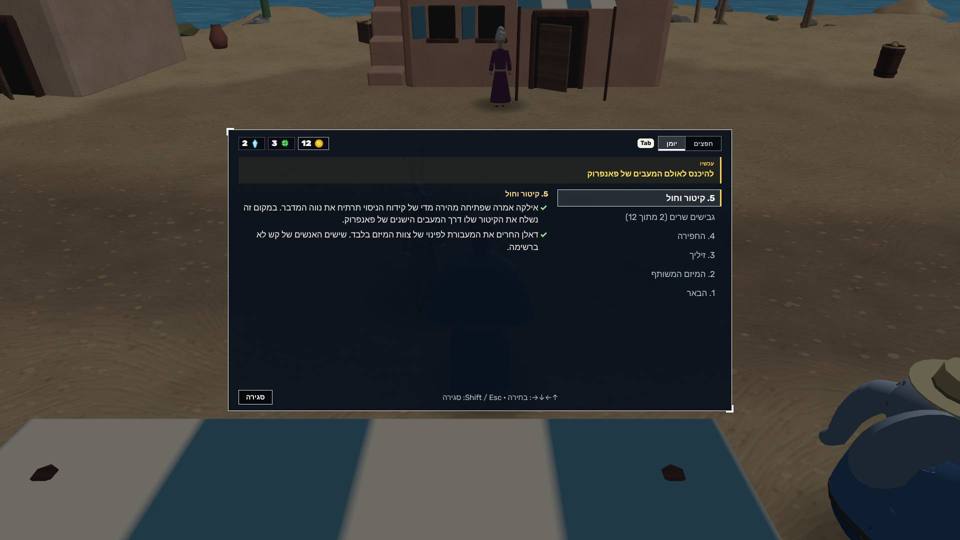 חפצים
יומן
Tab
12
3
2
עכשיו
להיכנס לאולם המעבים של פאנפרוק
5. קיטור וחול
גבישים שרים (2 מתוך 12)
4. החפירה
3. זיליך
2. המיזם המשותף
1. הבאר
5. קיטור וחול
אילקה אמרה שפתיחה מהירה מדי של קידוח הניסוי תרתיח את נווה המדבר. במקום זה
נשלח את הקיטור שלו דרך המעבים הישנים של פאנפרוק.
דאלן החרים את המעבורת לפינוי של צוות המיזם בלבד. שישים האנשים של קש לא
ברשימה.
↑↓←→: בחירה • Shift / Esc: סגירה
סגירה